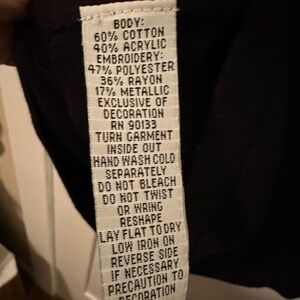 BODY:
60% COTTON
40% ACRYLIC
EMBROIDERY:
47% POLYESTER
36% RAYON
17% METALLIC
EXCLUSIVE OF
DECORATION
RN 90133
TURN GARMENT
INSIDE OUT
HAND WASH COLD
SEPARATELY
DO NOT BLEACH
DO NOT TWIST
OR WRING
RESHAPE
LAY FLAT TO DRY
LOW IRON ON
REVERSE SIDE
IF NECESSARY
PRECAUTION TO
DECORATION